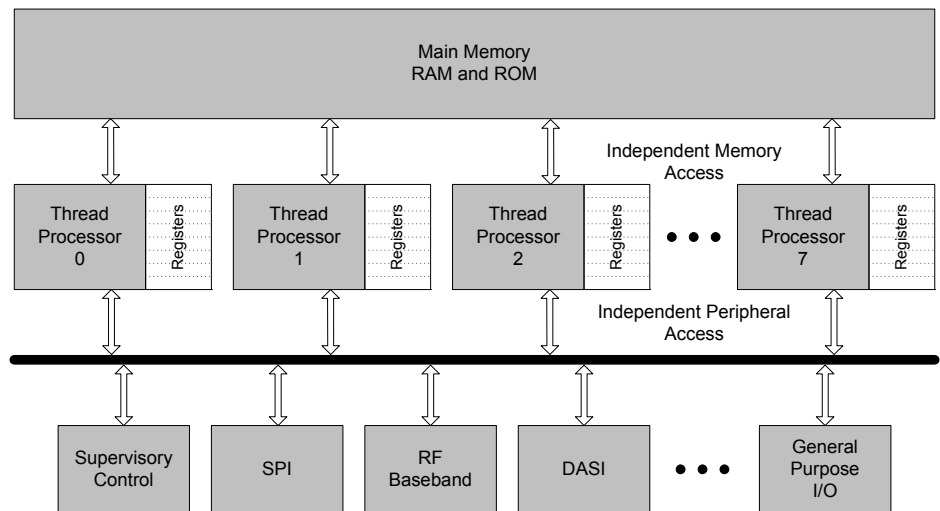 Main Memory
RAM and ROM
Independent Memory
Access
Thread
Processor
0
Registers
Thread
Processor
1
Registers
Thread
Processor
2
Registers
Thread
Processor
7
Registers
Independent Peripheral
Access
Supervisory
Control
SPI
RF
Baseband
DASI
General
Purpose
I/O